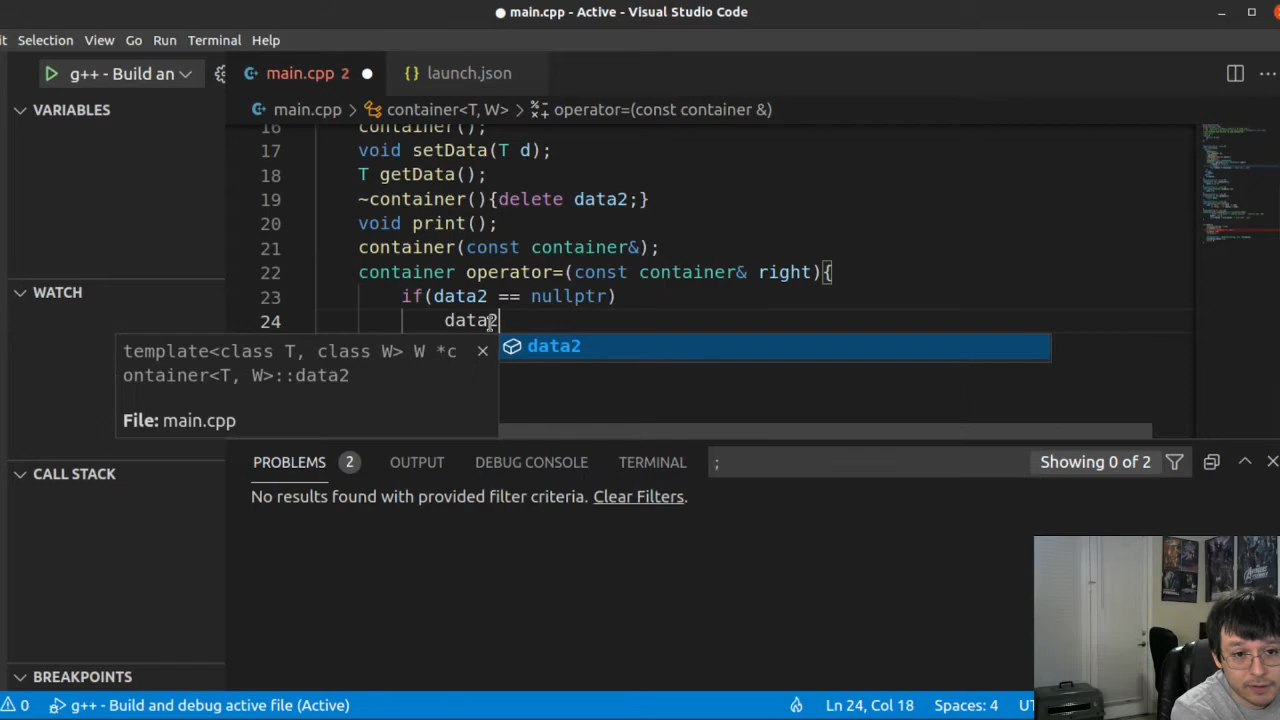 main.cpp - Active - Visual Studio Code
it Selection View Go Run Terminal Help
g++ - Build an
main.cpp 2
launch.json
VARIABLES
main.cpp > container<T, W> > operator=(const container &)
16 container();
17 void setData(T d);
18 T getData();
19 ~container(){delete data2;}
20 void print();
21 container(const container&);
22 container operator=(const container& right){
23 if(data2 == nullptr)
24 data2
WATCH
data2
template<class T, class W> W *c
ontainer<T, W>::data2
File: main.cpp
PROBLEMS 2 OUTPUT DEBUG CONSOLE TERMINAL ; Showing 0 of 2
CALL STACK
No results found with provided filter criteria. Clear Filters.
BREAKPOINTS
0 g++ - Build and debug active file (Active) Ln 24, Col 18 Spaces: 4 UT